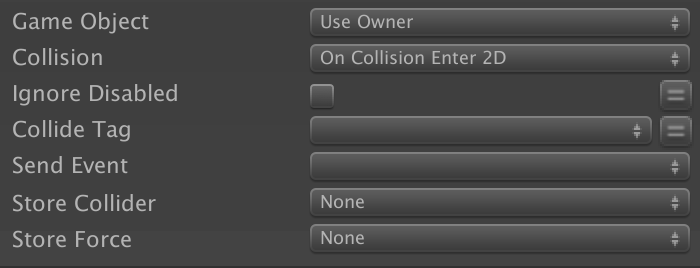 Game Object Use Owner
Collision On Collision Enter 2D
Ignore Disabled
Collide Tag
Send Event
Store Collider None
Store Force None